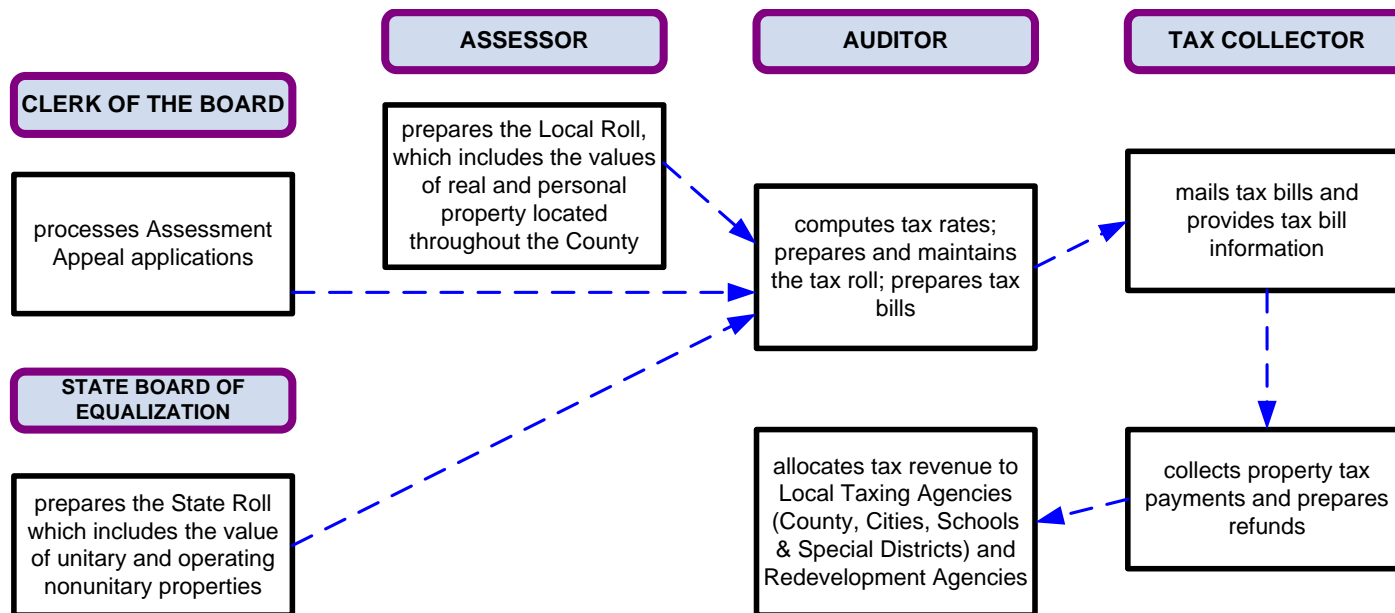 ASSESSOR
AUDITOR
TAX COLLECTOR
CLERK OF THE BOARD
prepares the Local Roll,
which includes the values
of real and personal
property located
throughout the County
processes Assessment
Appeal applications
computes tax rates;
prepares and maintains
the tax roll; prepares tax
bills
mails tax bills and
provides tax bill
information
STATE BOARD OF
EQUALIZATION
prepares the State Roll
which includes the value
of unitary and operating
nonunitary properties
allocates tax revenue to
Local Taxing Agencies
(County, Cities, Schools
& Special Districts) and
Redevelopment Agencies
collects property tax
payments and prepares
refunds